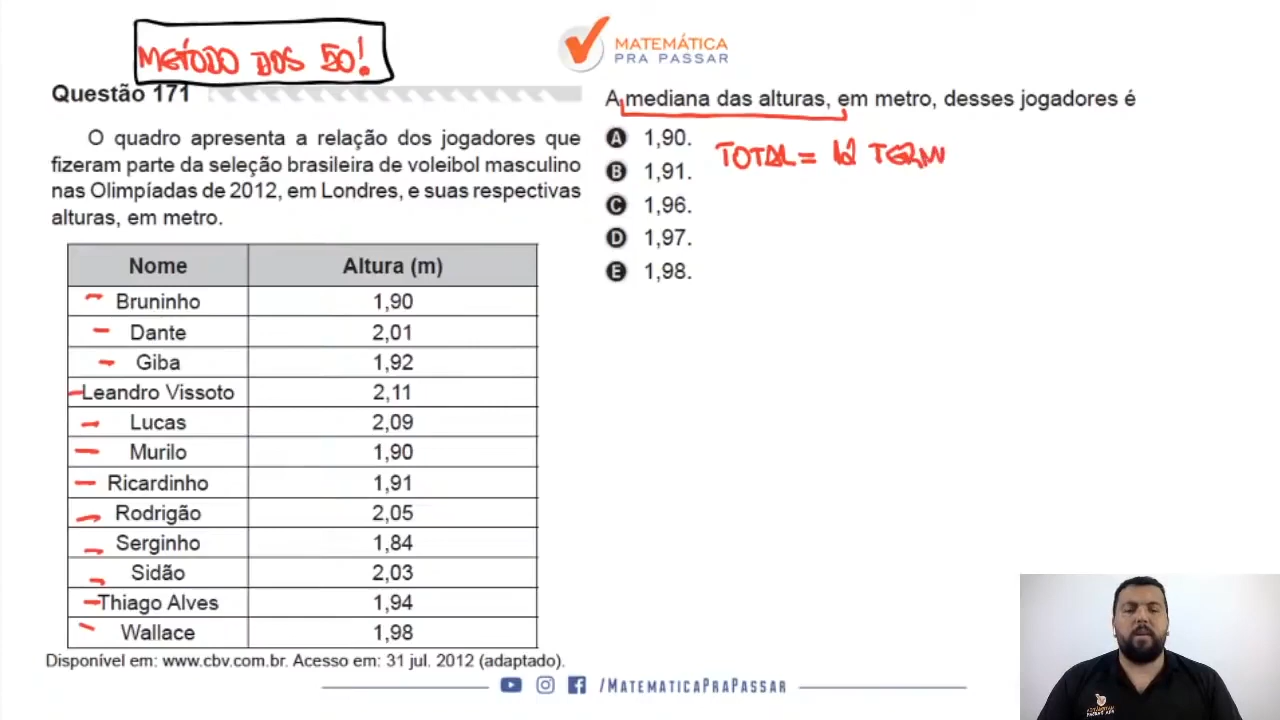 MÉTODO DOS 50!
MATEMÁTICA
PRA PASSAR
Questão 171
O quadro apresenta a relação dos jogadores que
fizeram parte da seleção brasileira de voleibol masculino
nas Olimpíadas de 2012, em Londres, e suas respectivas
alturas, em metro.
Nome Altura (m)
Bruninho 1,90
Dante 2,01
Giba 1,92
Leandro Vissoto 2,11
Lucas 2,09
Murilo 1,90
Ricardinho 1,91
Rodrigão 2,05
Serginho 1,84
Sidão 2,03
Thiago Alves 1,94
Wallace 1,98
Disponível em: www.cbv.com.br. Acesso em: 31 jul. 2012 (adaptado).
A mediana das alturas, em metro, desses jogadores é
A 1,90.
B 1,91.
C 1,96.
D 1,97.
E 1,98.
TOTAL = 12 TERM
/MATEMATICAPRAPASSAR